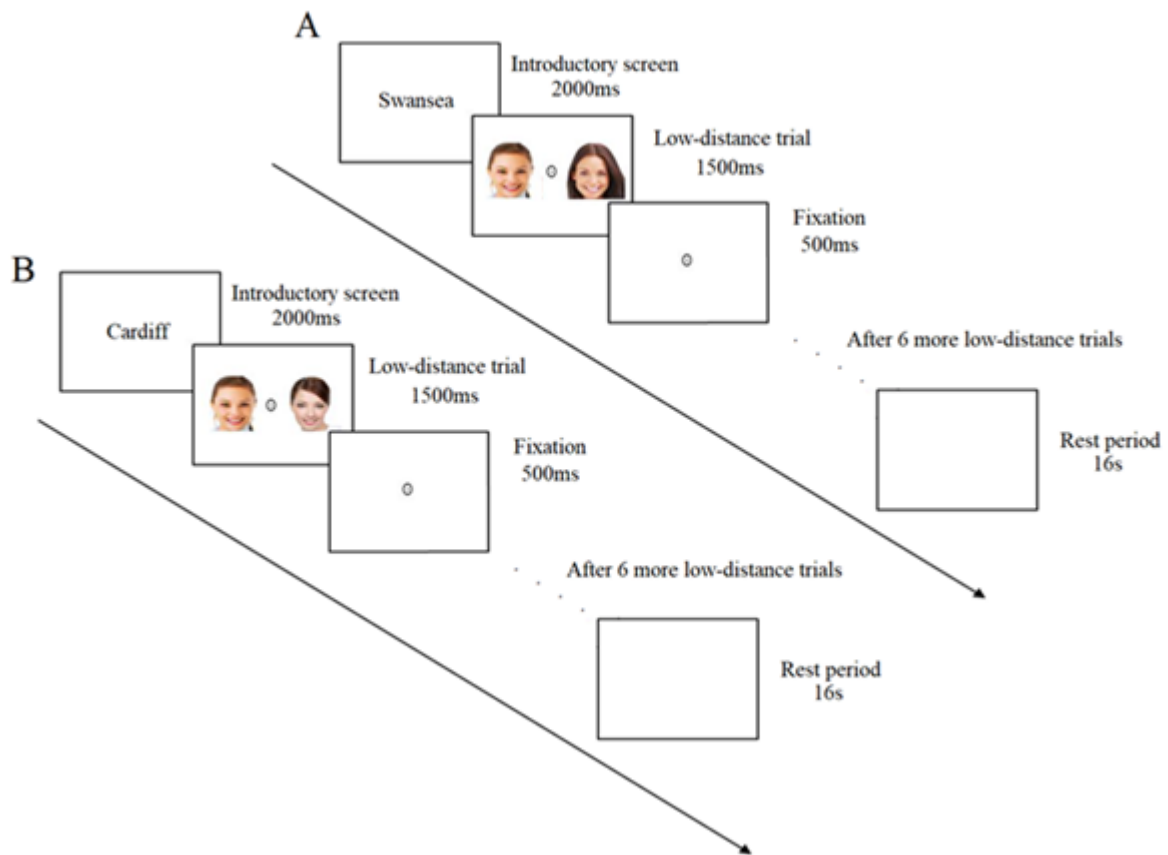 A
Swansea
Introductory screen
2000ms
Low-distance trial
1500ms
Fixation
500ms
After 6 more low-distance trials
Rest period
16s
B
Cardiff
Introductory screen
2000ms
Low-distance trial
1500ms
Fixation
500ms
After 6 more low-distance trials
Rest period
16s